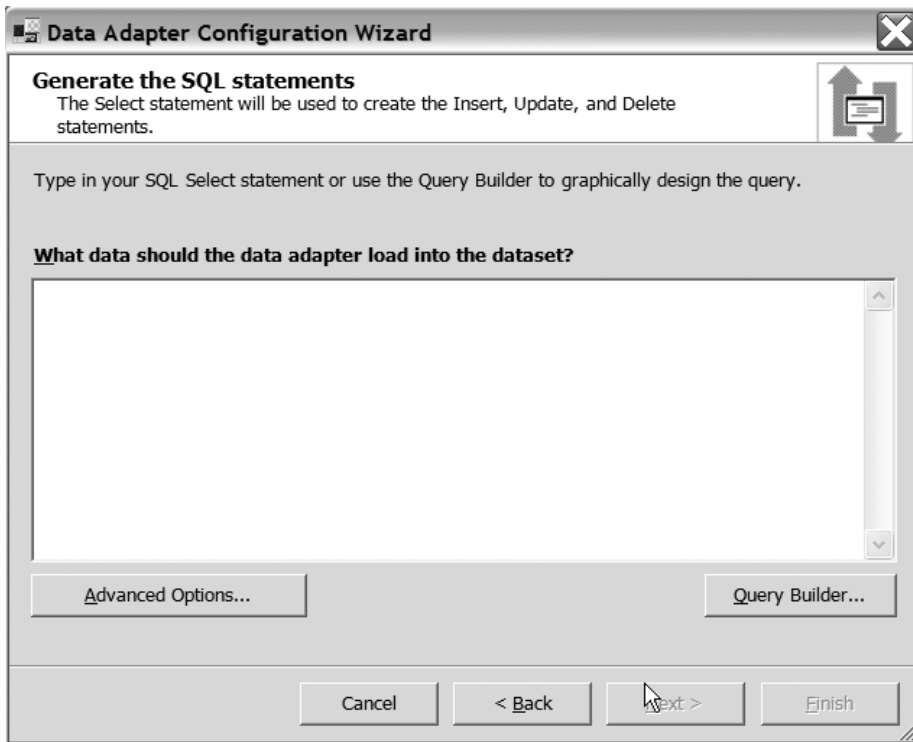 Data Adapter Configuration Wizard
Generate the SQL statements
The Select statement will be used to create the Insert, Update, and Delete
statements.
Type in your SQL Select statement or use the Query Builder to graphically design the query.
What data should the data adapter load into the dataset?
Advanced Options... Query Builder...
Cancel < Back Next > Finish